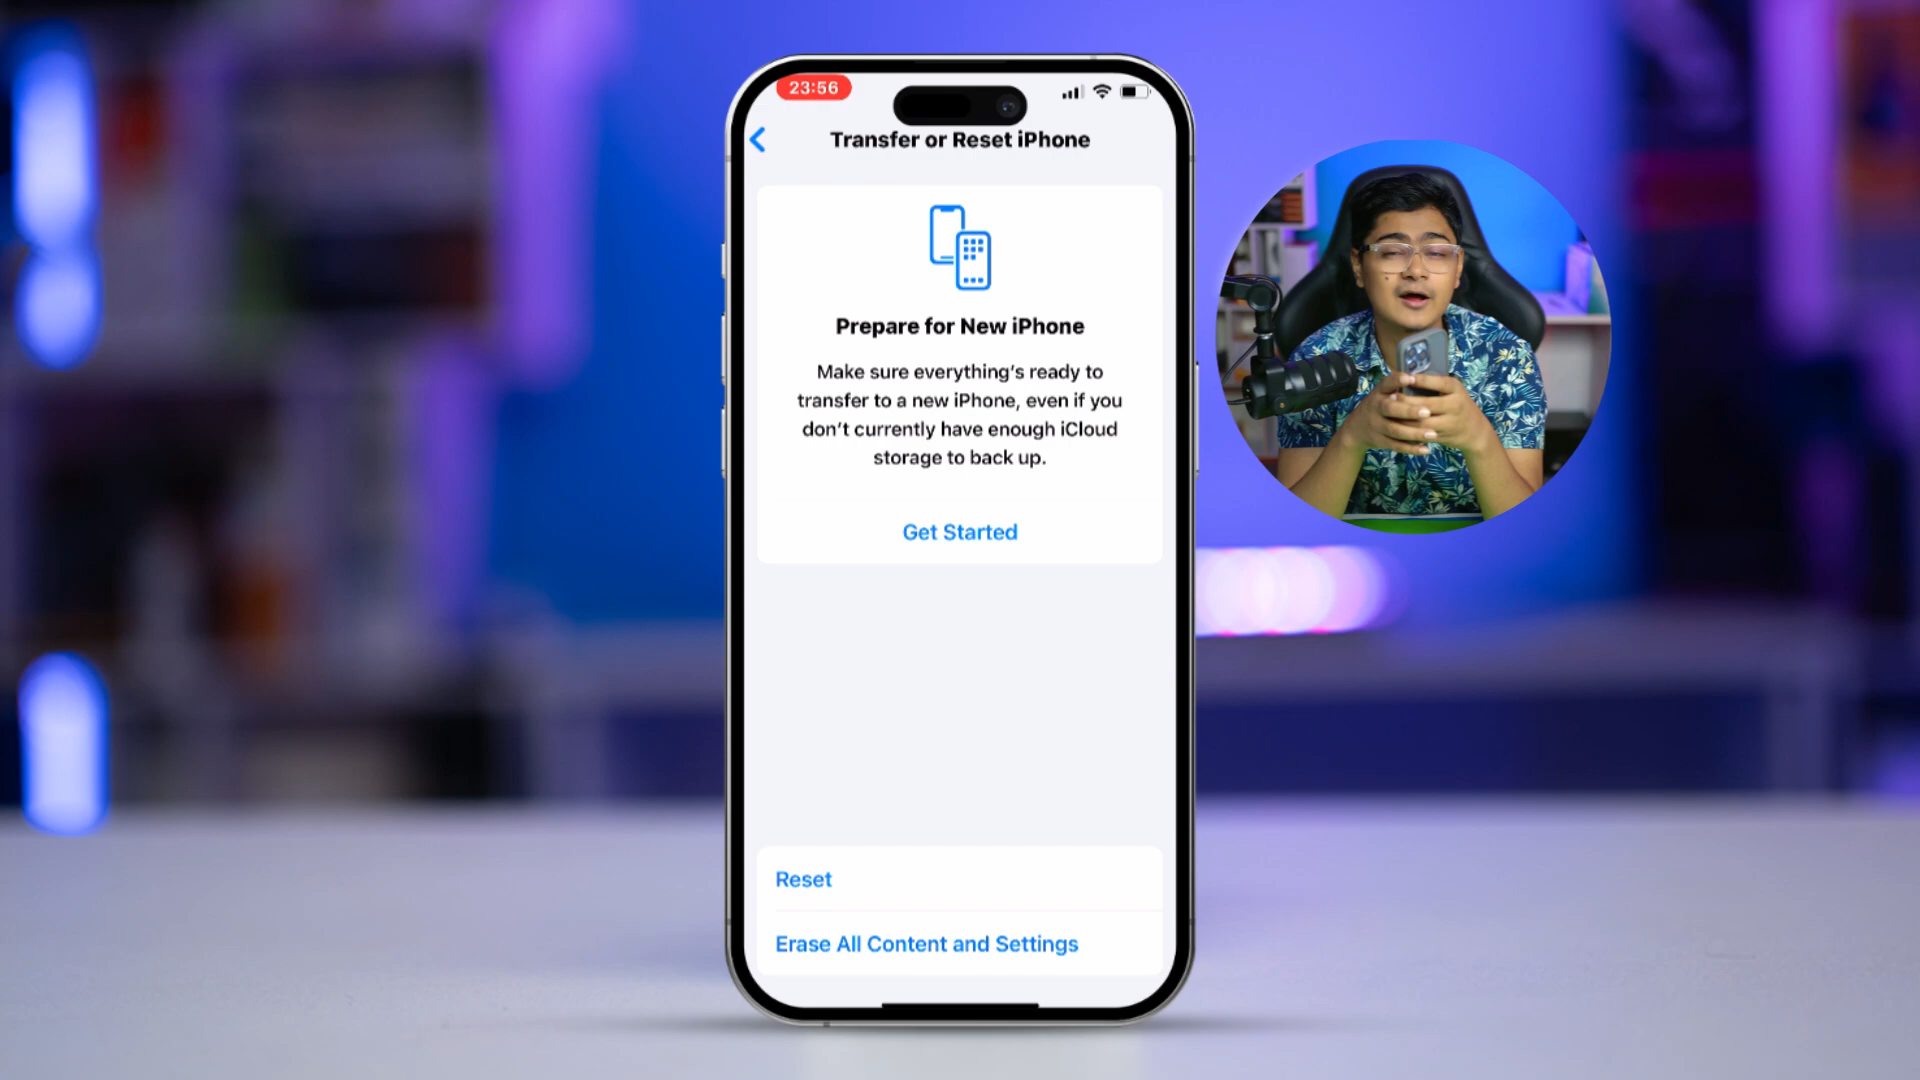 23:56
Transfer or Reset iPhone
Prepare for New iPhone
Make sure everything's ready to
transfer to a new iPhone, even if you
don't currently have enough iCloud
storage to back up.
Get Started
Reset
Erase All Content and Settings